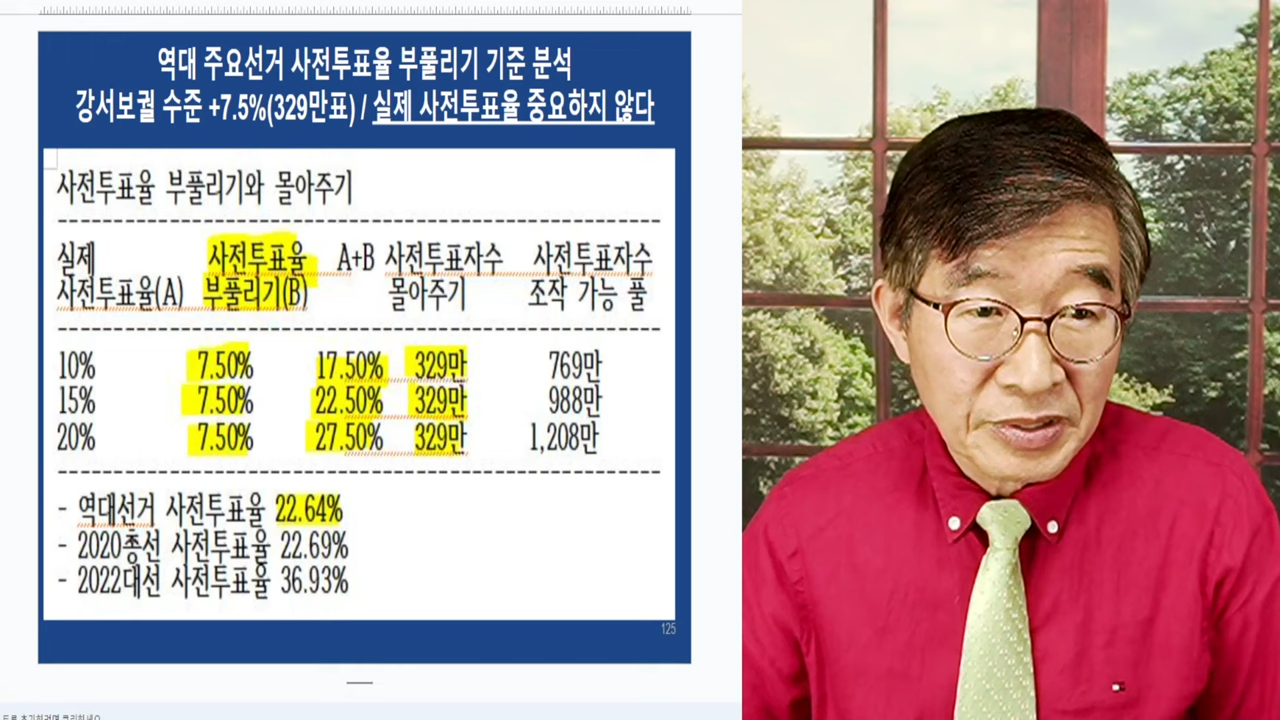 역대 주요선거 사전투표율 부풀리기 기준 분석
강서보궐 수준 +7.5%(329만표) / 실제 사전투표율 중요하지 않다
사전투표율 부풀리기와 몰아주기
실제 사전투표율 A+B 사전투표자수 사전투표자수
사전투표율(A) 부풀리기(B) 몰아주기 조작 가능 풀
10% 7.50% 17.50% 329만 769만
15% 7.50% 22.50% 329만 988만
20% 7.50% 27.50% 329만 1,208만
- 역대선거 사전투표율 22.64%
- 2020총선 사전투표율 22.69%
- 2022대선 사전투표율 36.93%
125